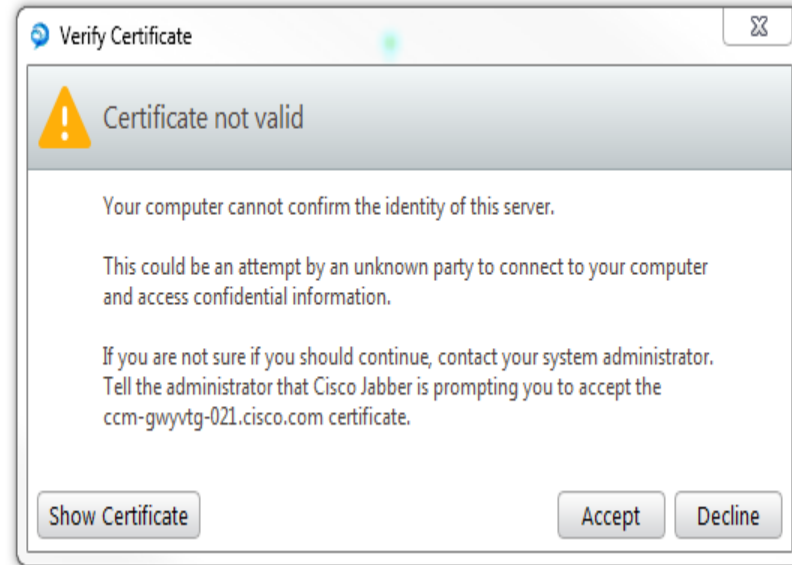 Verify Certificate
Certificate not valid
Your computer cannot confirm the identity of this server.
This could be an attempt by an unknown party to connect to your computer
and access confidential information.
If you are not sure if you should continue, contact your system administrator.
Tell the administrator that Cisco Jabber is prompting you to accept the
ccm-gwyvtg-021.cisco.com certificate.
Show Certificate
Accept
Decline